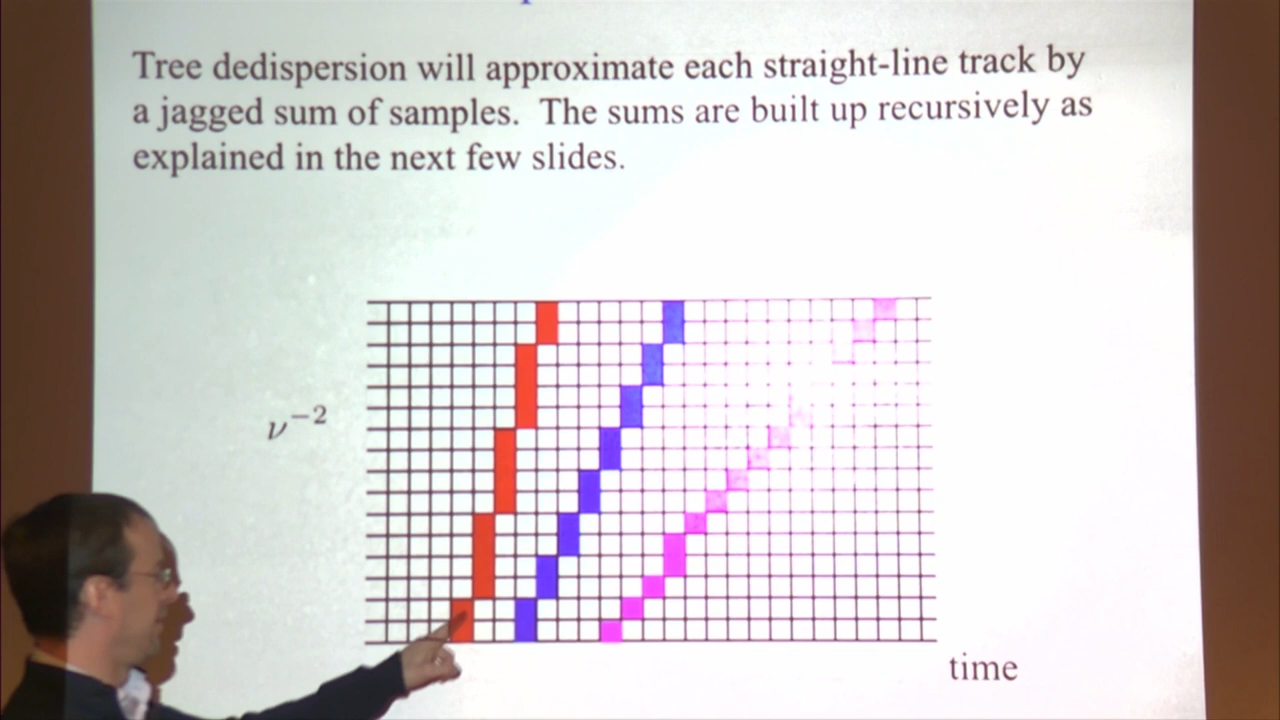 Tree dedispersion will approximate each straight-line track by
a jagged sum of samples. The sums are built up recursively as
explained in the next few slides.
ν⁻²
time